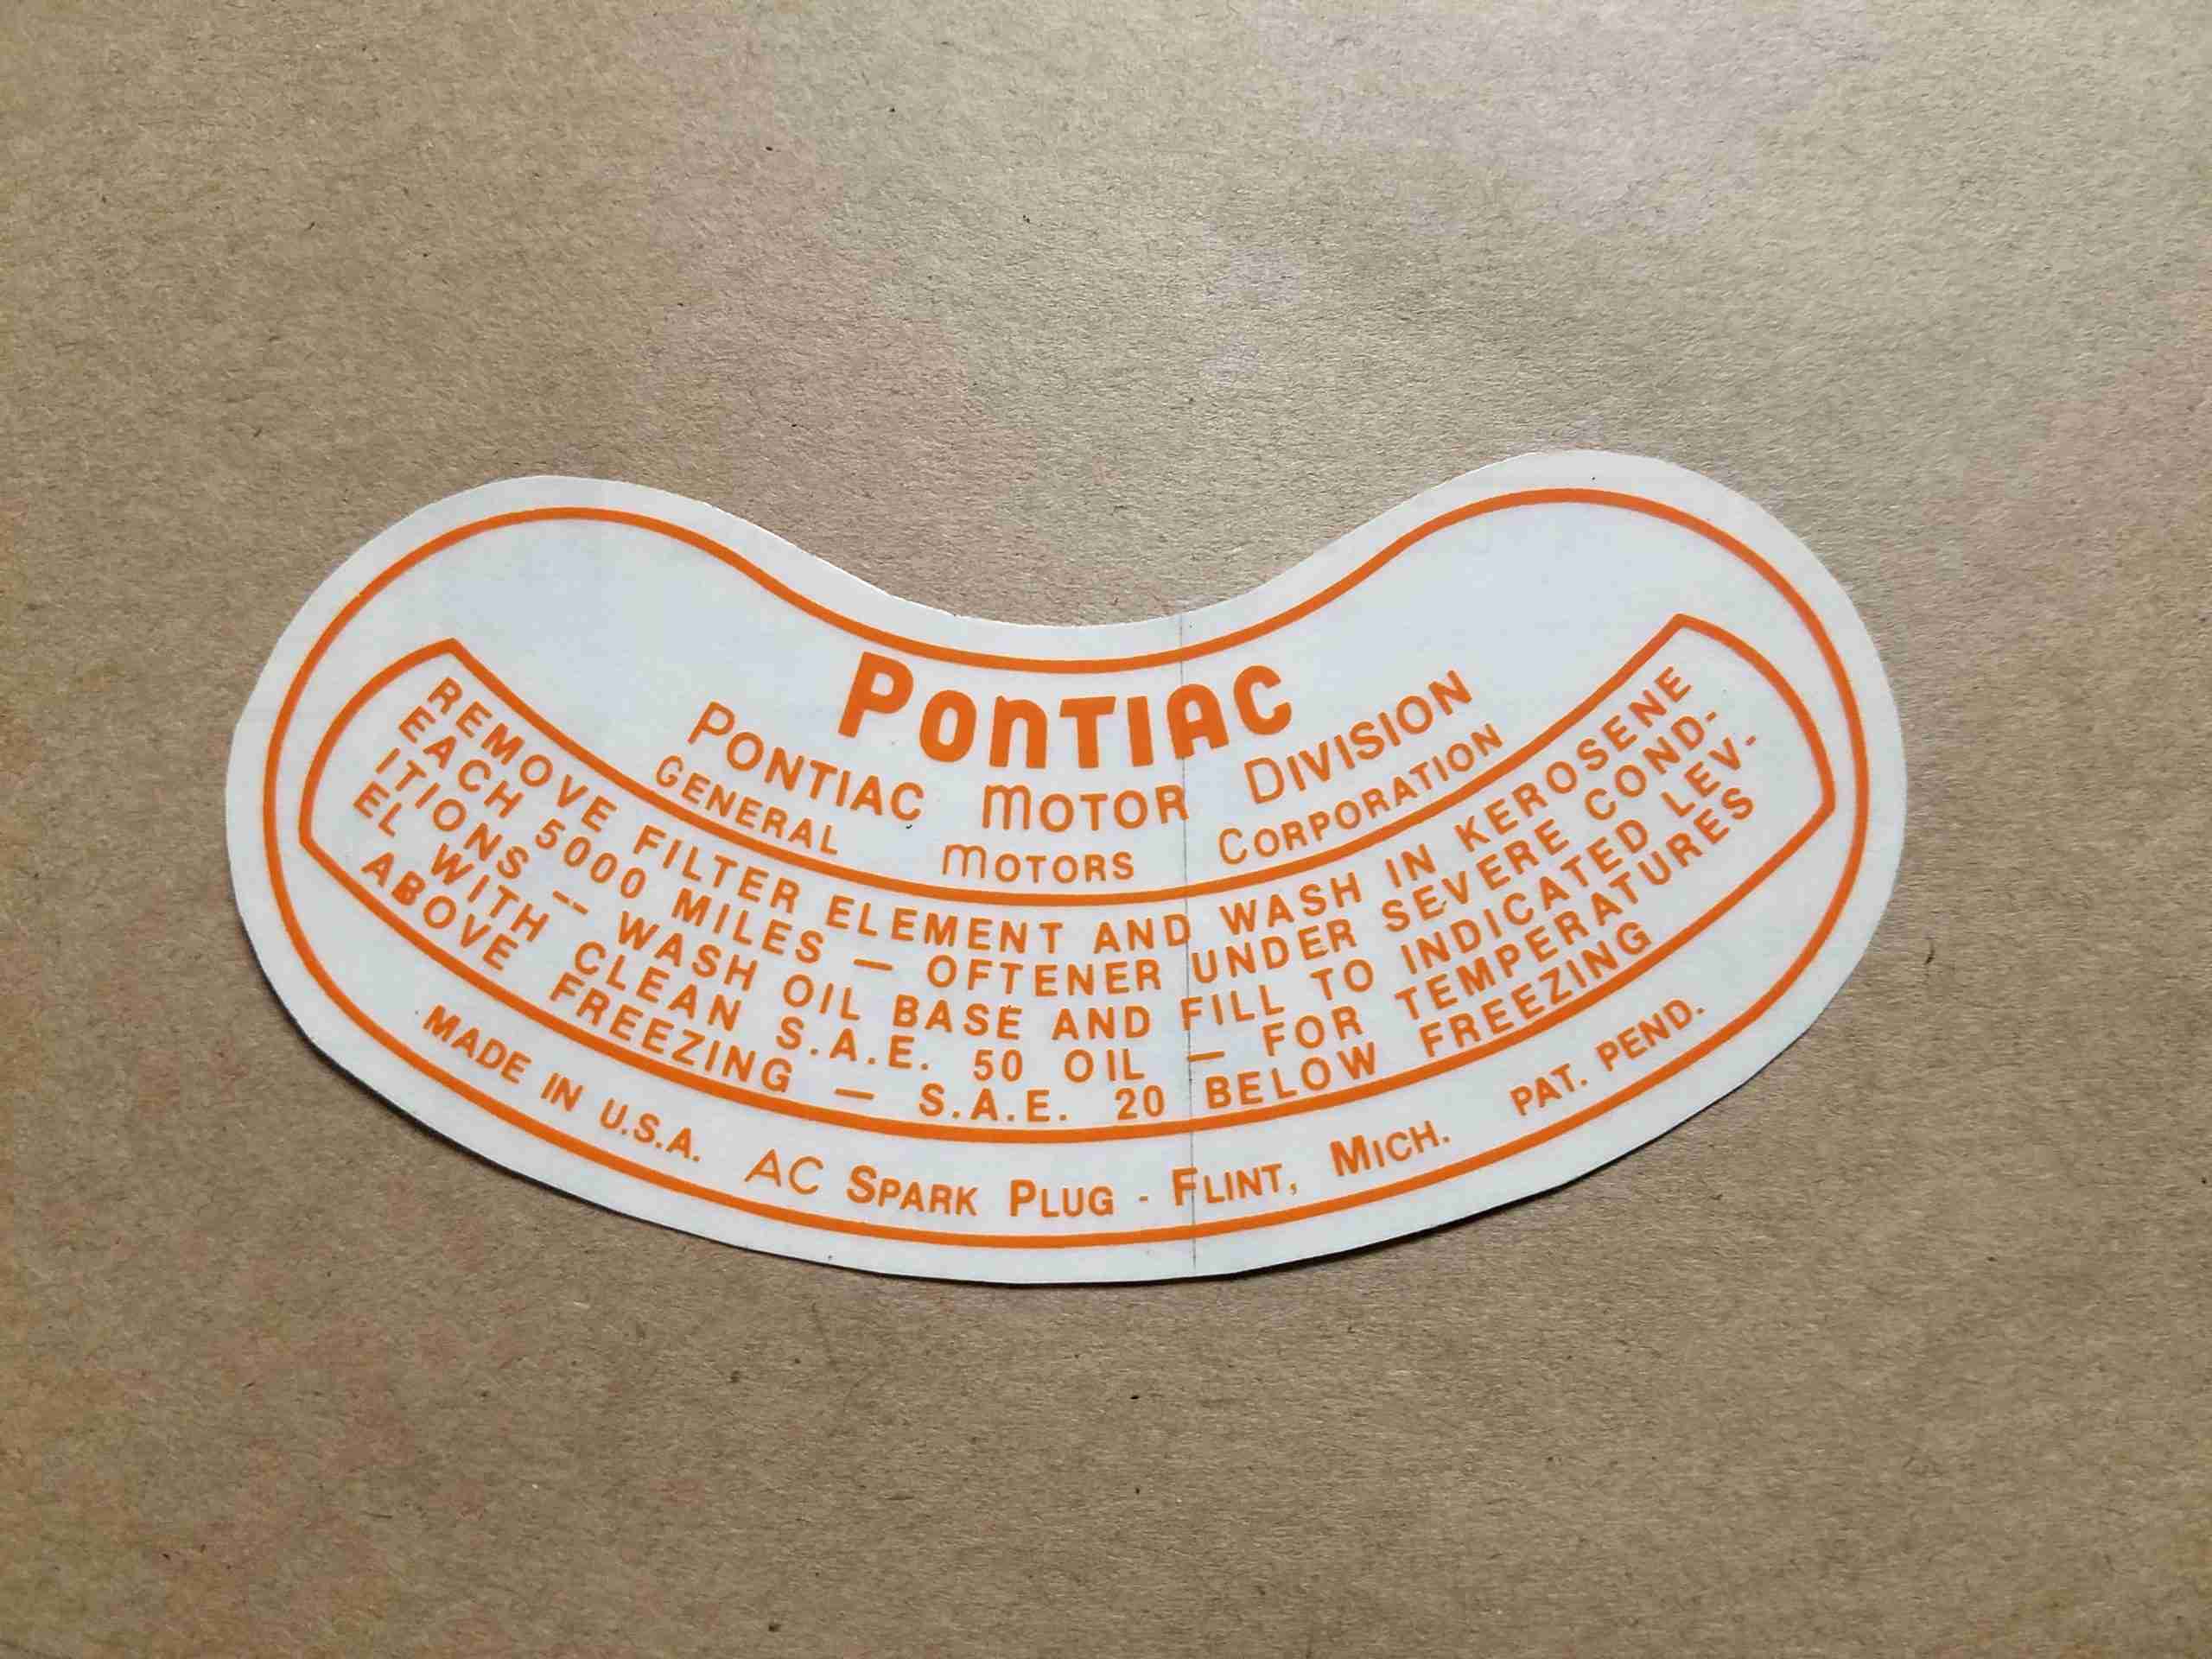 PONTIAC
PONTIAC MOTOR DIVISION
GENERAL MOTORS CORPORATION
REMOVE FILTER ELEMENT AND WASH IN KEROSENE
EACH 5000 MILES — OFTENER UNDER SEVERE COND-
ITIONS -- WASH OIL BASE AND FILL TO INDICATED LEV-
EL WITH CLEAN S.A.E. 50 OIL — FOR TEMPERATURES
ABOVE FREEZING — S.A.E. 20 BELOW FREEZING
MADE IN U.S.A. AC SPARK PLUG - FLINT, MICH. PAT. PEND.